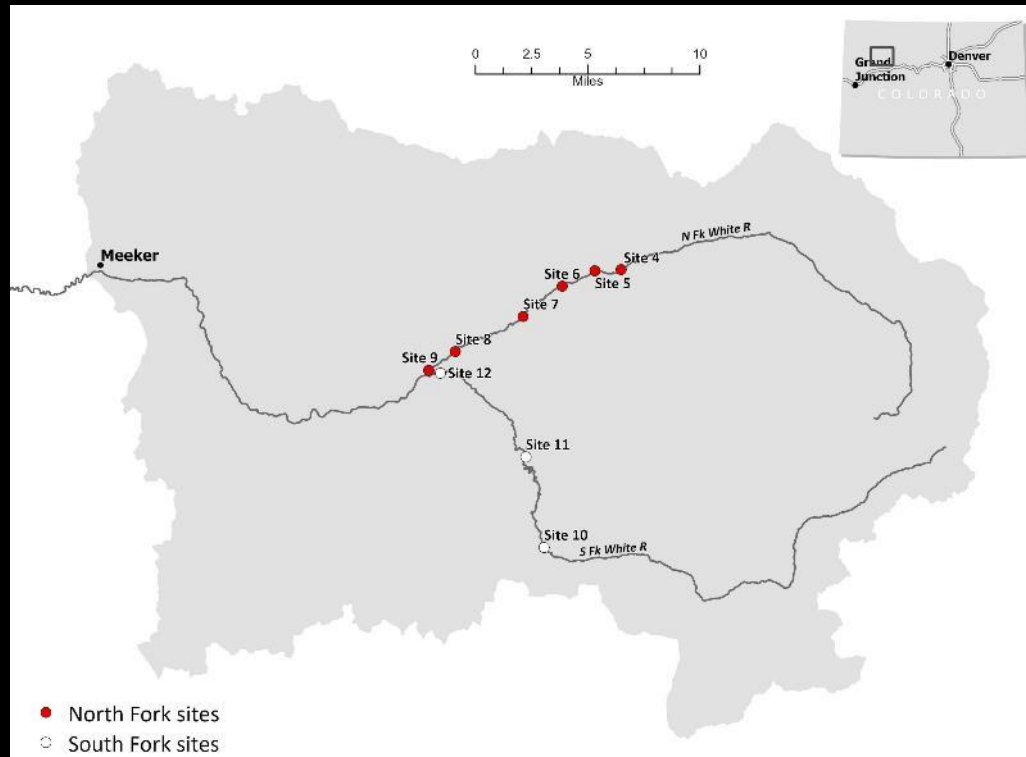 0 2.5 5 10
Miles
Grand
Junction
Denver
COLORADO
Meeker
N Fk White R
Site 4
Site 6
Site 5
Site 7
Site 8
Site 9
Site 12
Site 11
Site 10
S Fk White R
North Fork sites
South Fork sites